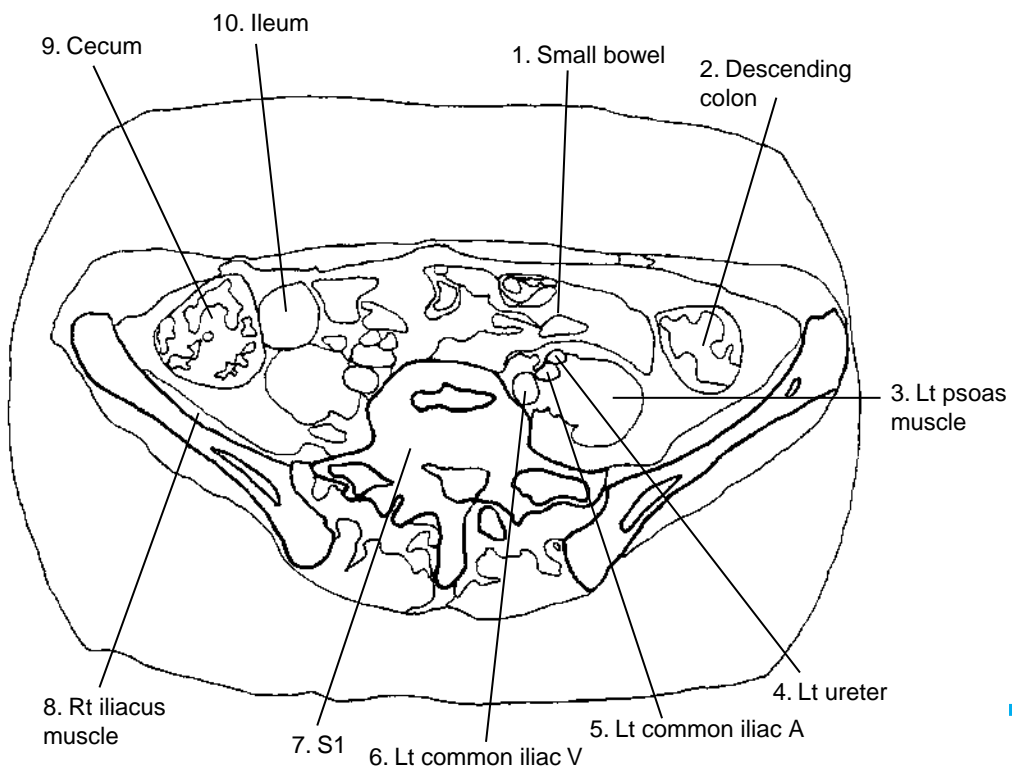 10. Ileum
9. Cecum
1. Small bowel
2. Descending
colon
3. Lt psoas
muscle
4. Lt ureter
5. Lt common iliac A
6. Lt common iliac V
7. S1
8. Rt iliacus
muscle